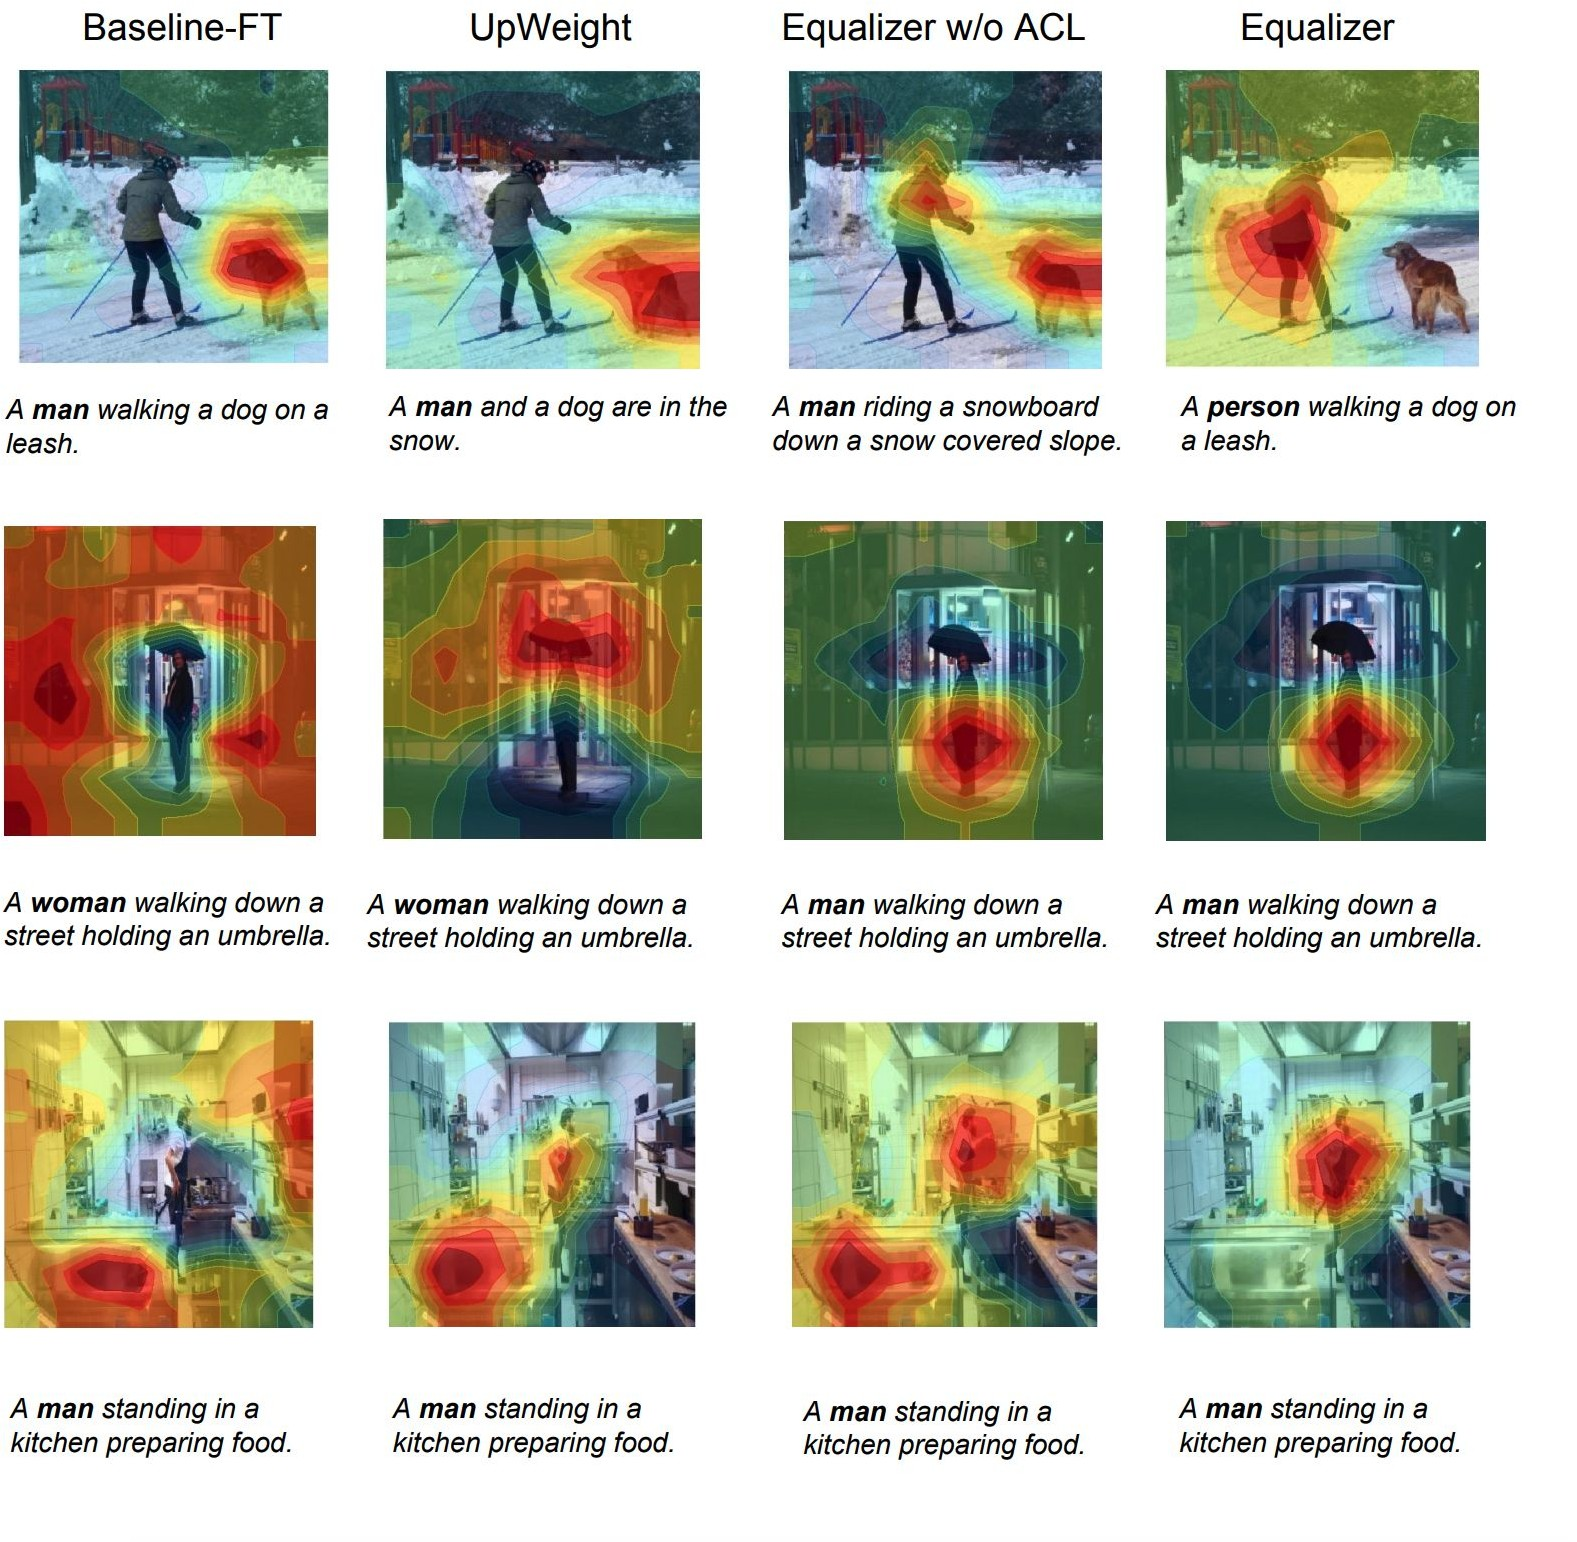 Baseline-FT UpWeight Equalizer w/o ACL Equalizer
A man walking a dog on a
leash.
A man and a dog are in the
snow.
A man riding a snowboard
down a snow covered slope.
A person walking a dog on
a leash.
A woman walking down a
street holding an umbrella.
A woman walking down a
street holding an umbrella.
A man walking down a
street holding an umbrella.
A man walking down a
street holding an umbrella.
A man standing in a
kitchen preparing food.
A man standing in a
kitchen preparing food.
A man standing in a
kitchen preparing food.
A man standing in a
kitchen preparing food.